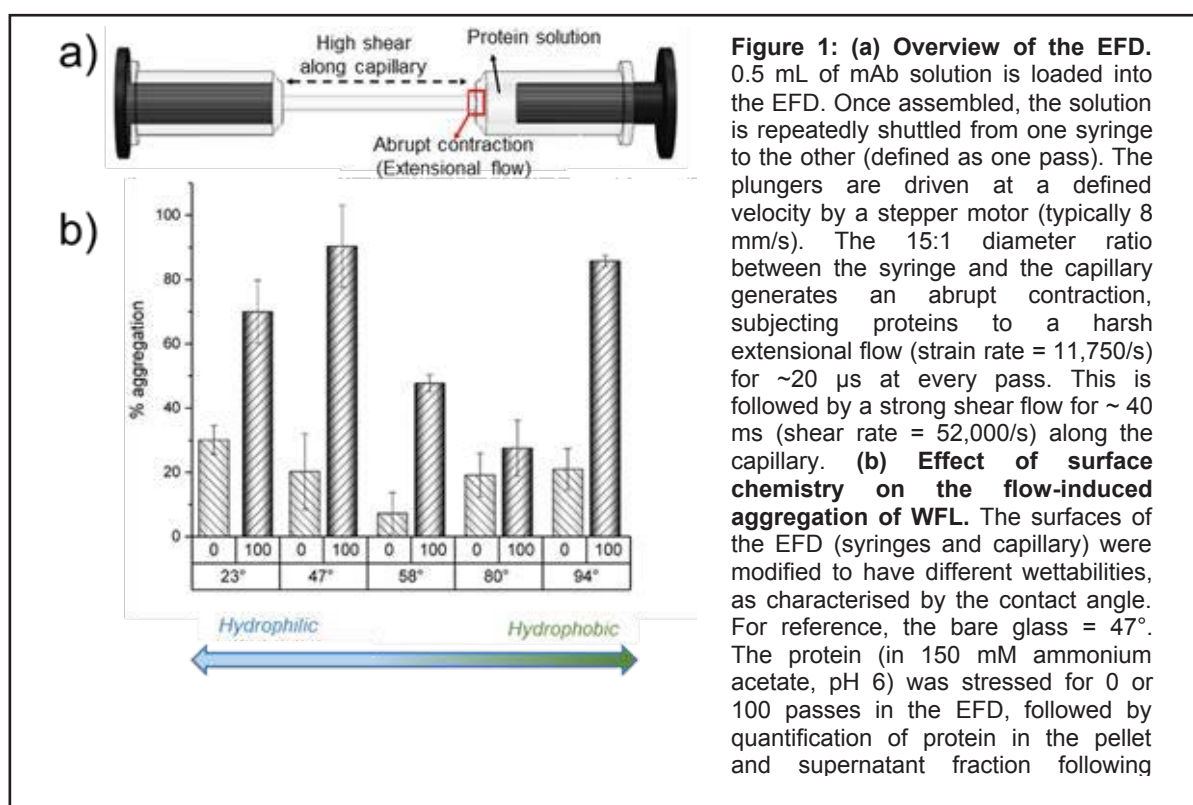 a)
High shear
along capillary
Protein solution
Abrupt contraction
(Extensional flow)
b)
% aggregation
100
80
60
40
20
0
0 100 0 100 0 100 0 100 0 100
23° 47° 58° 80° 94°
Hydrophilic Hydrophobic
Figure 1: (a) Overview of the EFD.
0.5 mL of mAb solution is loaded into
the EFD. Once assembled, the solution
is repeatedly shuttled from one syringe
to the other (defined as one pass). The
plungers are driven at a defined
velocity by a stepper motor (typically 8
mm/s). The 15:1 diameter ratio
between the syringe and the capillary
generates an abrupt contraction,
subjecting proteins to a harsh
extensional flow (strain rate = 11,750/s)
for ~20 µs at every pass. This is
followed by a strong shear flow for ~ 40
ms (shear rate = 52,000/s) along the
capillary. (b) Effect of surface
chemistry on the flow-induced
aggregation of WFL. The surfaces of
the EFD (syringes and capillary) were
modified to have different wettabilities,
as characterised by the contact angle.
For reference, the bare glass = 47°.
The protein (in 150 mM ammonium
acetate, pH 6) was stressed for 0 or
100 passes in the EFD, followed by
quantification of protein in the pellet
and supernatant fraction following